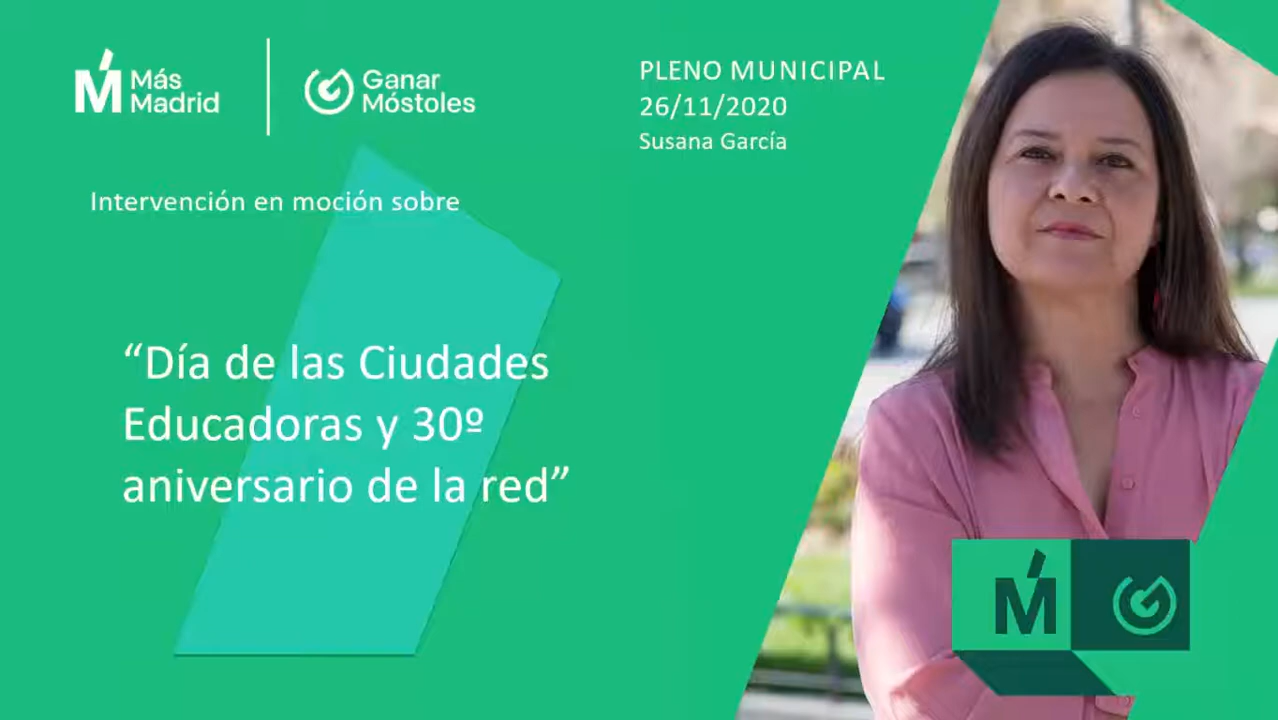 Más
Madrid
Ganar
Móstoles
PLENO MUNICIPAL
26/11/2020
Susana García
Intervención en moción sobre
“Día de las Ciudades
Educadoras y 30º
aniversario de la red”